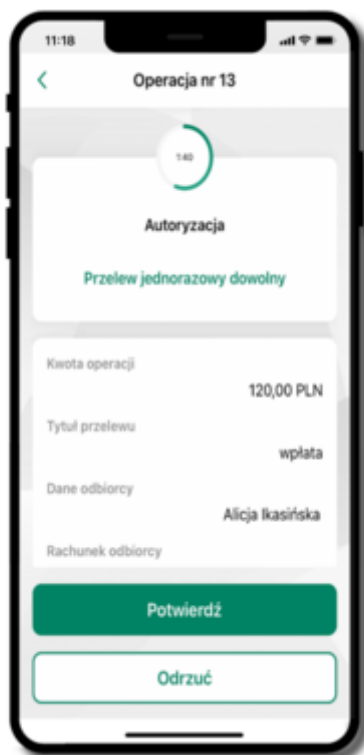 11:18
Operacja nr 13
1:40
Autoryzacja
Przelew jednorazowy dowolny
Kwota operacji
120,00 PLN
Tytuł przelewu
wpłata
Dane odbiorcy
Alicja Ikasińska
Rachunek odbiorcy
Potwierdź
Odrzuć